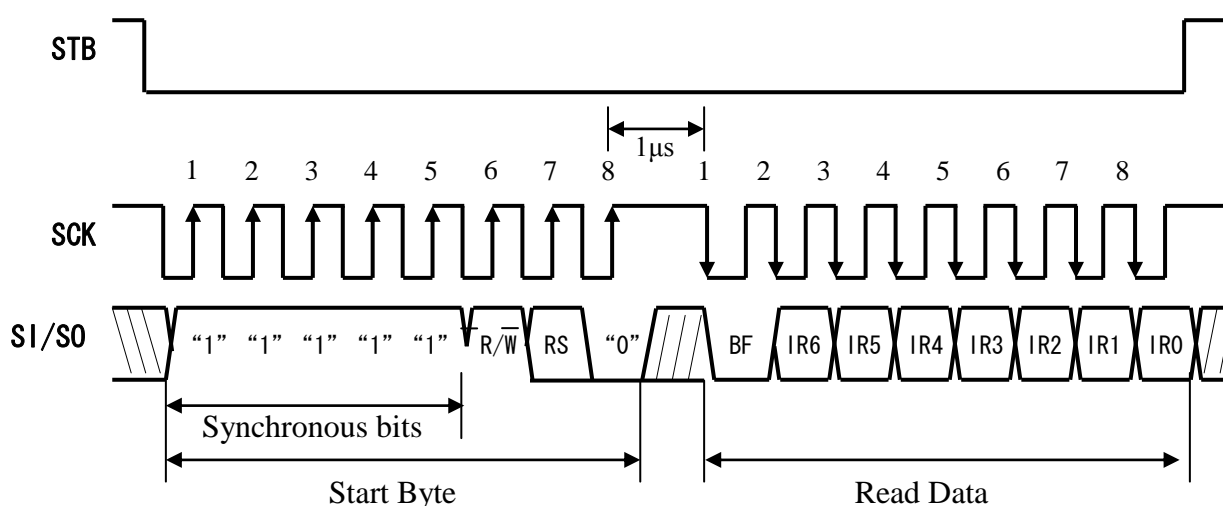 STB
1μs
1 2 3 4 5 6 7 8 1 2 3 4 5 6 7 8
SCK
SI/SO “1” “1” “1” “1” “1” R/W̅ RS “0” BF IR6 IR5 IR4 IR3 IR2 IR1 IR0
Synchronous bits
Start Byte Read Data